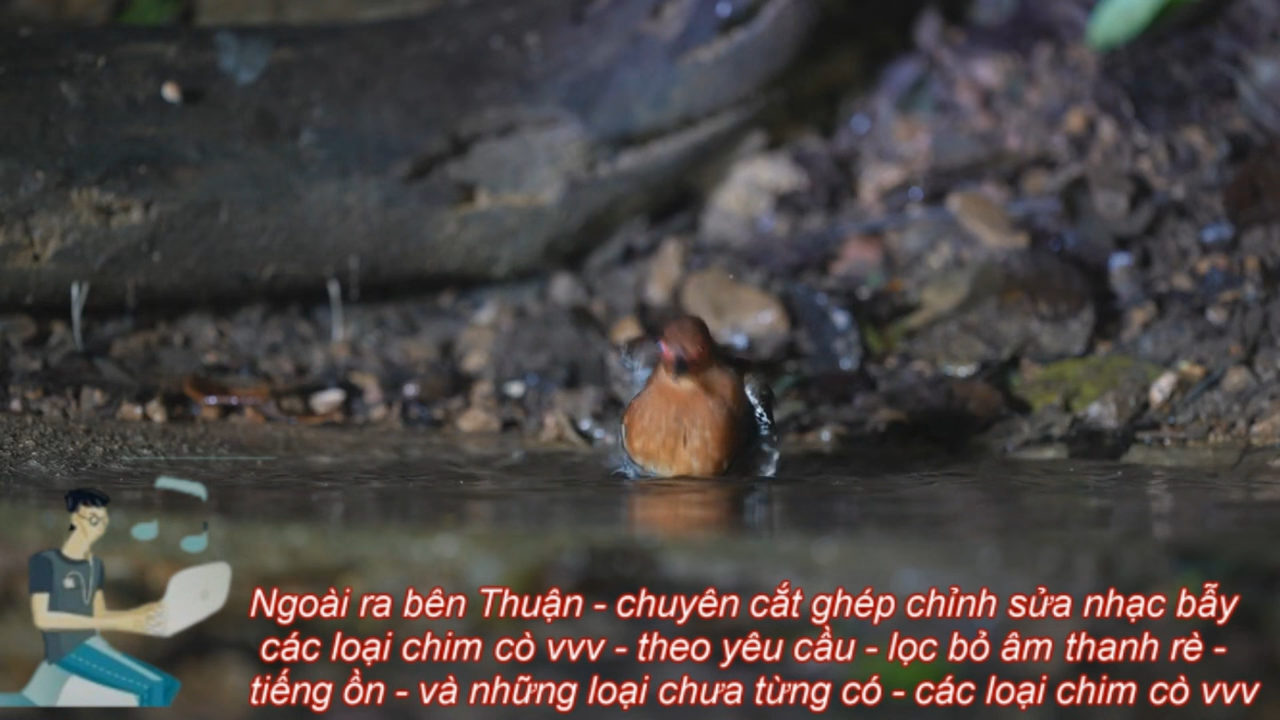 Ngoài ra bên Thuận - chuyên cắt ghép chỉnh sửa nhạc bẫy
các loại chim cò vvv - theo yêu cầu - lọc bỏ âm thanh rè -
tiếng ồn - và những loại chưa từng có - các loại chim cò vvv